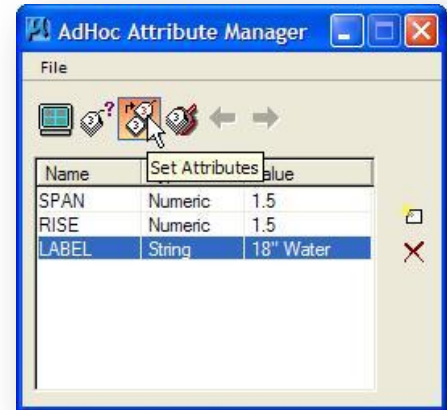 AdHoc Attribute Manager
File
Set Attributes
Name alue
SPAN Numeric 1.5
RISE Numeric 1.5
LABEL String 18" Water